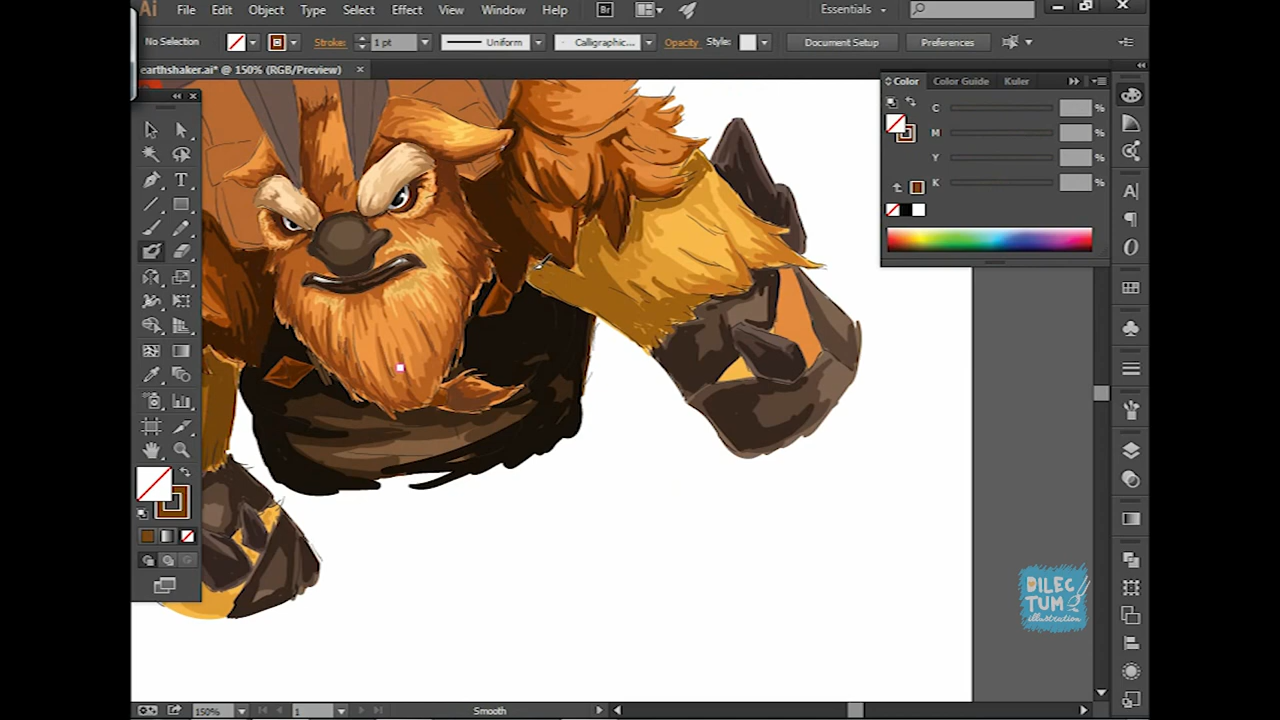 Ai File Edit Object Type Select Effect View Window Help Br Essentials
No Selection Stroke: 1 pt Uniform Calligraphic... Opacity Style: Document Setup Preferences
earthshaker.ai* @ 150% (RGB/Preview)
Color Color Guide Kuler
C %
M %
Y %
K %
DILEC
TUM
illustration
150% 1 Smooth